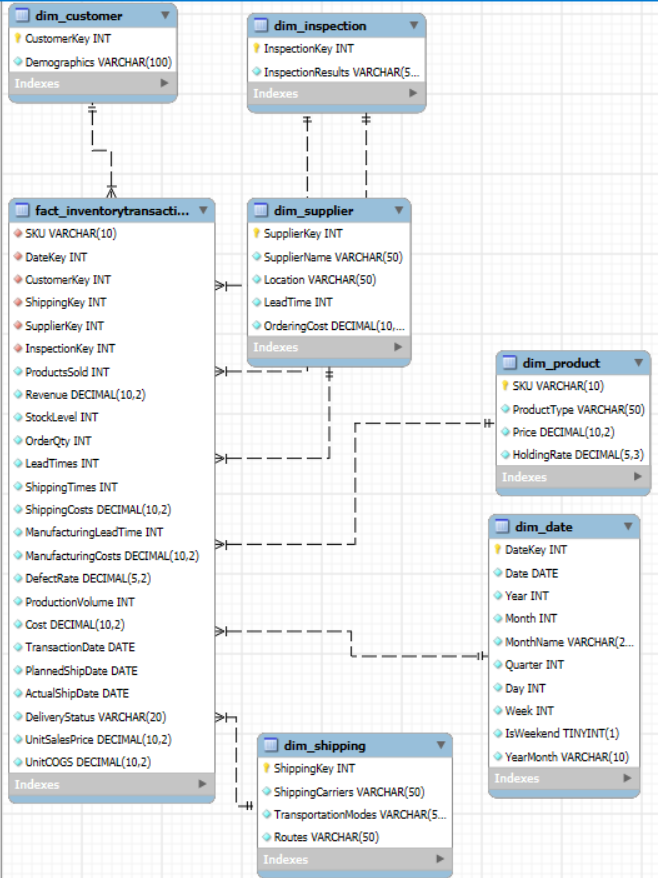 dim_customer
CustomerKey INT
Demographics VARCHAR(100)
Indexes
dim_inspection
InspectionKey INT
InspectionResults VARCHAR(5...
Indexes
fact_inventorytransacti...
SKU VARCHAR(10)
DateKey INT
CustomerKey INT
ShippingKey INT
SupplierKey INT
InspectionKey INT
ProductsSold INT
Revenue DECIMAL(10,2)
StockLevel INT
OrderQty INT
LeadTimes INT
ShippingTimes INT
ShippingCosts DECIMAL(10,2)
ManufacturingLeadTime INT
ManufacturingCosts DECIMAL(10,2)
DefectRate DECIMAL(5,2)
ProductionVolume INT
Cost DECIMAL(10,2)
TransactionDate DATE
PlannedShipDate DATE
ActualShipDate DATE
DeliveryStatus VARCHAR(20)
UnitSalesPrice DECIMAL(10,2)
UnitCOGS DECIMAL(10,2)
Indexes
dim_supplier
SupplierKey INT
SupplierName VARCHAR(50)
Location VARCHAR(50)
LeadTime INT
OrderingCost DECIMAL(10,...
Indexes
dim_product
SKU VARCHAR(10)
ProductType VARCHAR(50)
Price DECIMAL(10,2)
HoldingRate DECIMAL(5,3)
Indexes
dim_date
DateKey INT
Date DATE
Year INT
Month INT
MonthName VARCHAR(2...
Quarter INT
Day INT
Week INT
IsWeekend TINYINT(1)
YearMonth VARCHAR(10)
Indexes
dim_shipping
ShippingKey INT
ShippingCarriers VARCHAR(50)
TransportationModes VARCHAR(5...
Routes VARCHAR(50)
Indexes